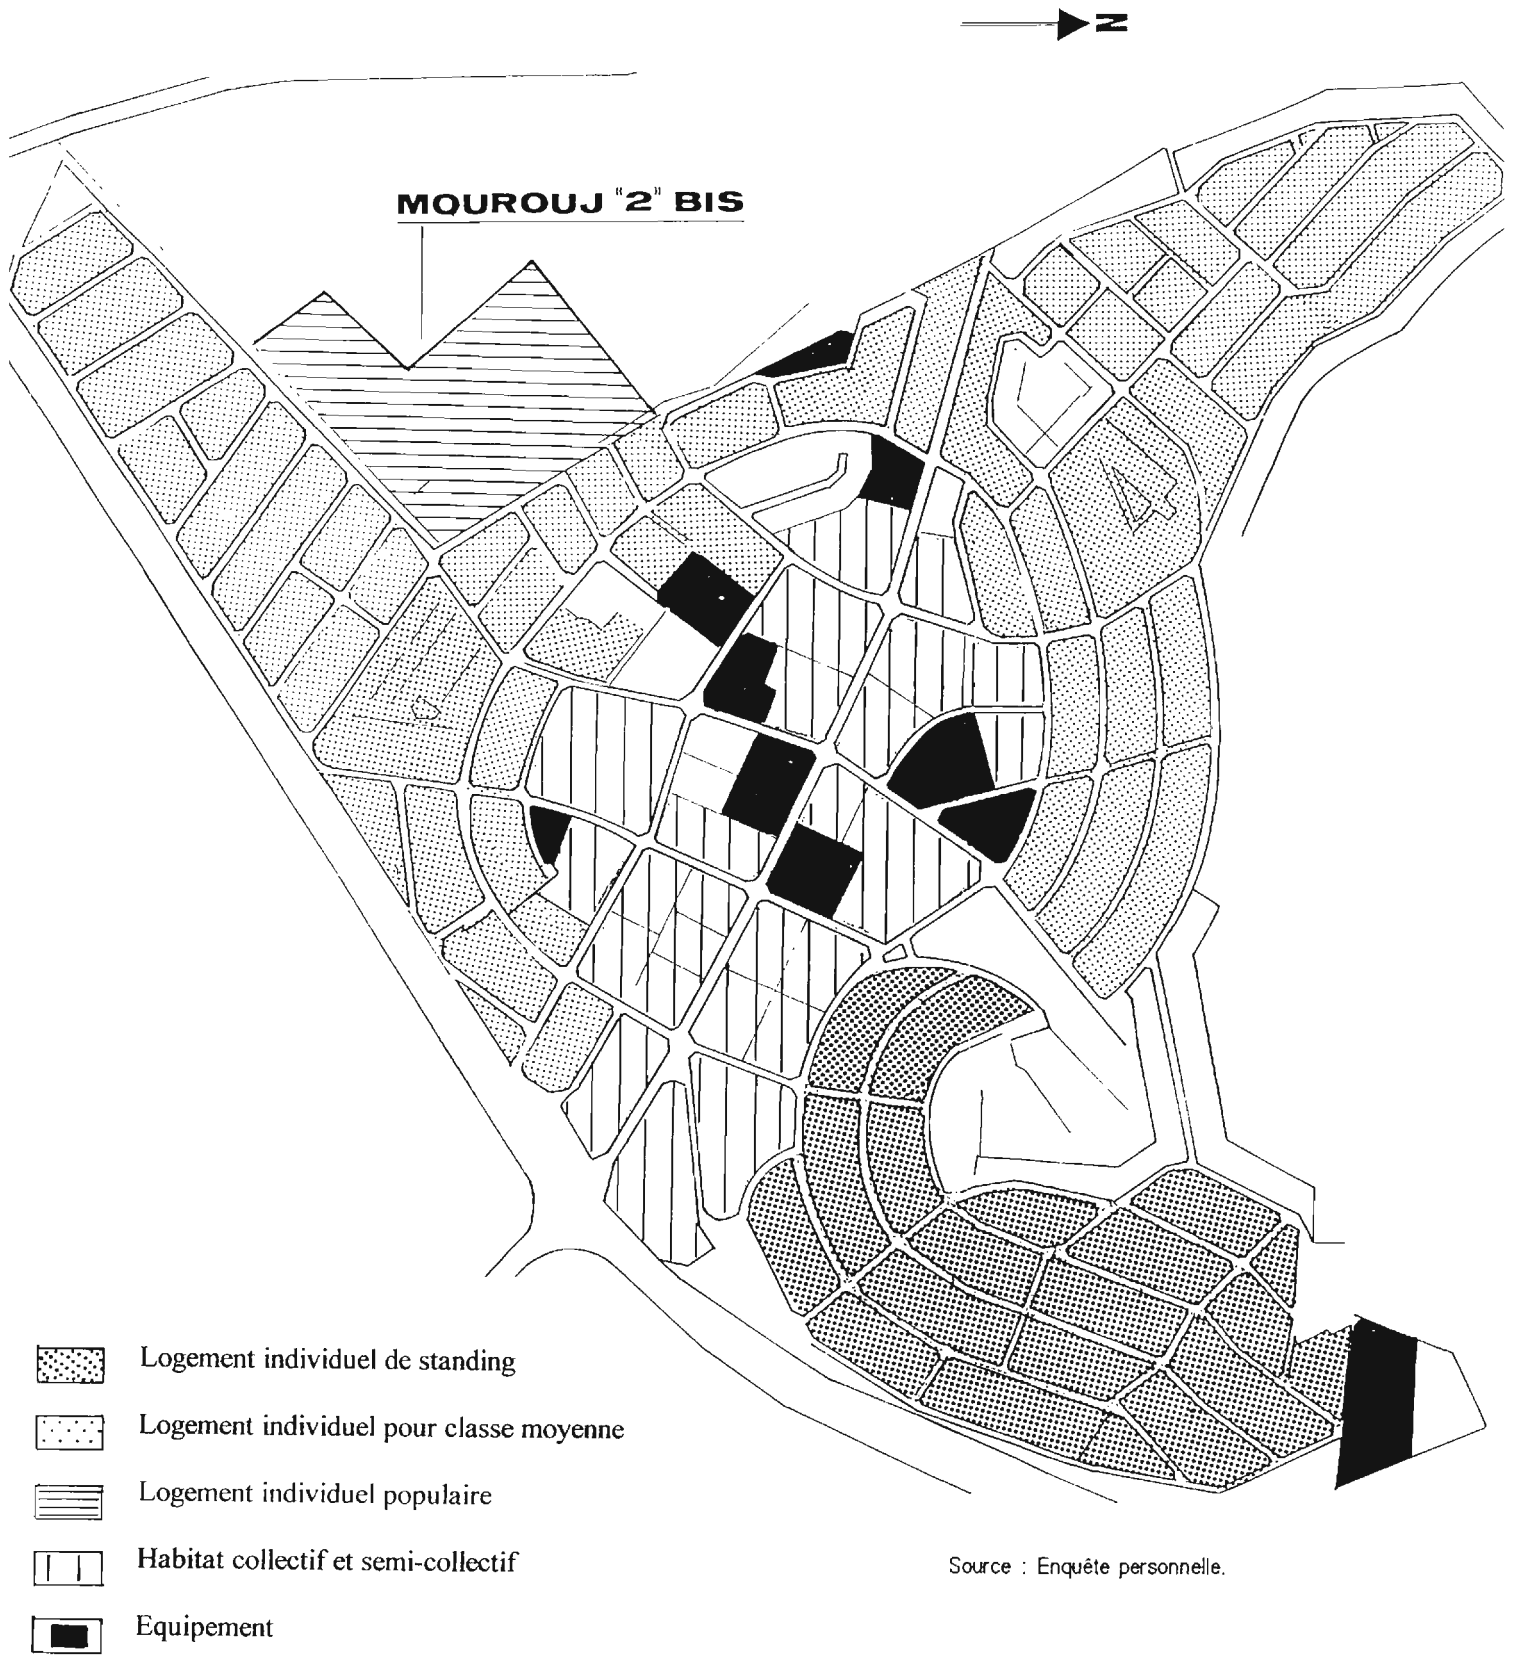 N
MOUROUJ "2" BIS
Logement individuel de standing
Logement individuel pour classe moyenne
Logement individuel populaire
Habitat collectif et semi-collectif
Equipement
Source : Enquête personnelle.